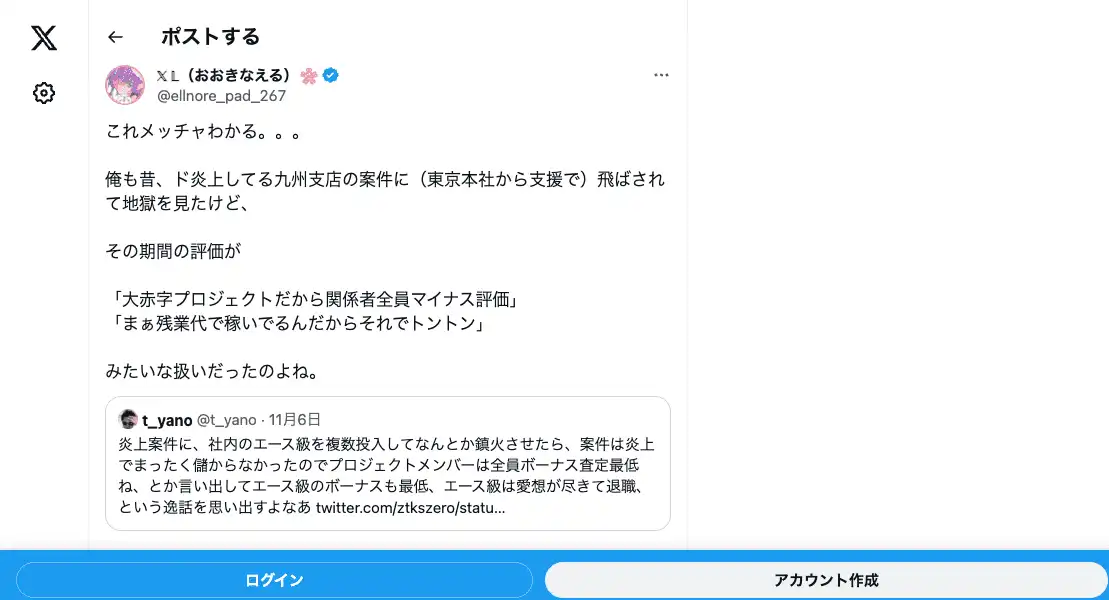 ポストする
𝕏 𝕃（おおきなえる）🌸
@ellnore_pad_267
これメッチャわかる。。。
俺も昔、ド炎上してる九州支店の案件に（東京本社から支援で）飛ばされ
て地獄を見たけど、
その期間の評価が
「大赤字プロジェクトだから関係者全員マイナス評価」
「まぁ残業代で稼いでるんだからそれでトントン」
みたいな扱いだったのよね。
t_yano @t_yano · 11月6日
炎上案件に、社内のエース級を複数投入してなんとか鎮火させたら、案件は炎上
でまったく儲からなかったのでプロジェクトメンバーは全員ボーナス査定最低
ね、とか言い出してエース級のボーナスも最低、エース級は愛想が尽きて退職、
という逸話を思い出すよなあ twitter.com/ztkszero/statu...
ログイン
アカウント作成